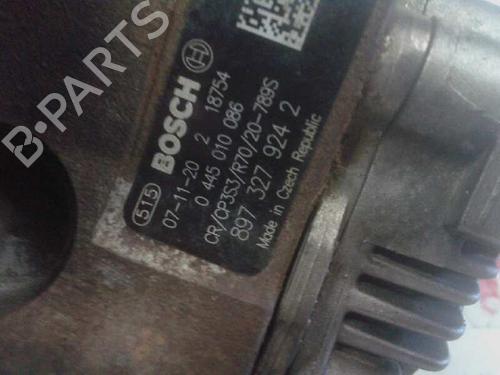 B-PARTS
515 BOSCH
07-11-20 2 18754
0 445 010 086
CR/CP3S3/R70/20-789S
897 327 924 2
Made in Czech Republic